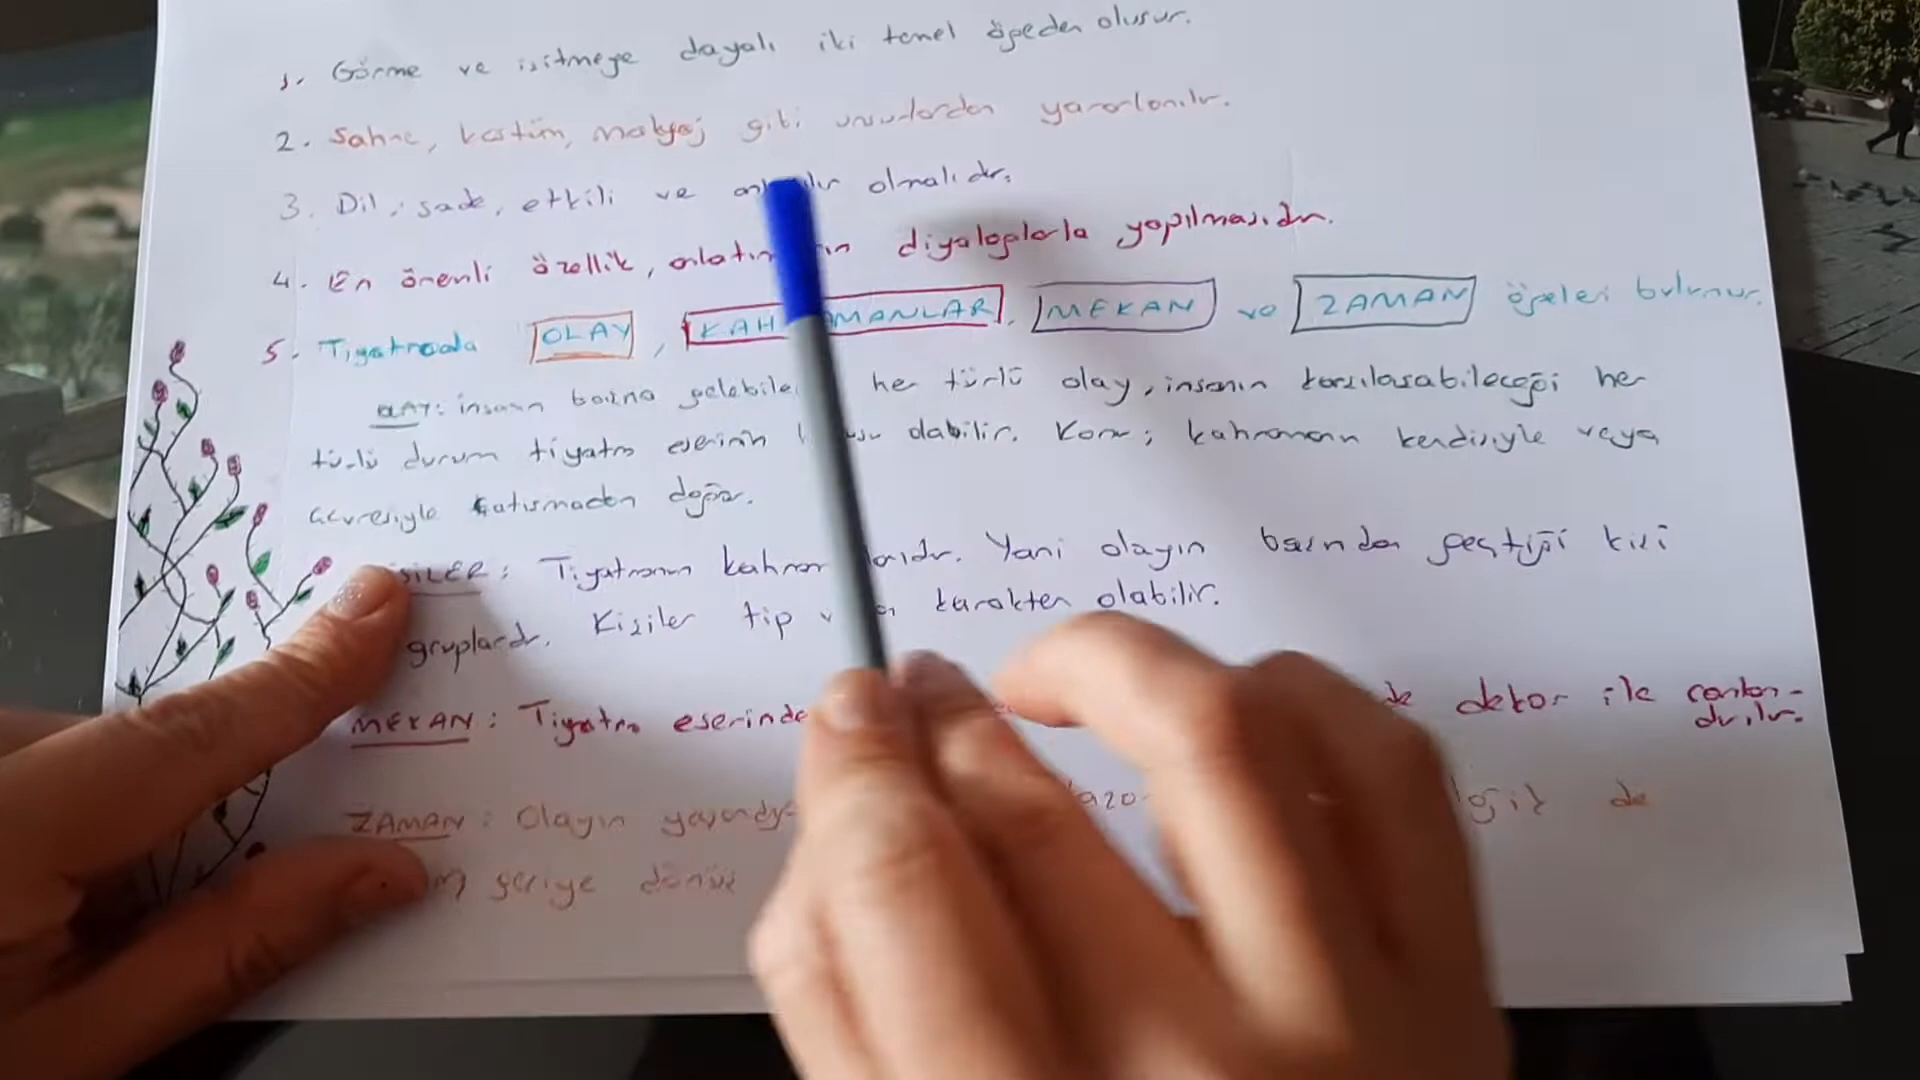 1. Görme ve işitmeye dayalı iki temel öğeden oluşur.
2. Sahne, kostüm, makyaj gibi unsurlardan yararlanılır.
3. Dil, sade, etkili ve olmalıdır.
4. En önemli özellik, diyaloglarla yapılmasıdır.
5. Tiyatroda OLAY, MEKAN ve ZAMAN öğeleri bulunur.
OLAY: insanın başına her türlü olay, insanın karşılaşabileceği her
türlü durum tiyatro eserinin olabilir. Konu; kahramanın kendisiyle veya
çevresiyle çatışmadan doğar.
: Tiyatronun Yani olayın başından geçtiği kişi
gruplardır. Kişiler tip karakter olabilir.
MEKAN: Tiyatro eserinde dekor ile canlan-
dırılır.
ZAMAN: Olayın de
geriye dönüş